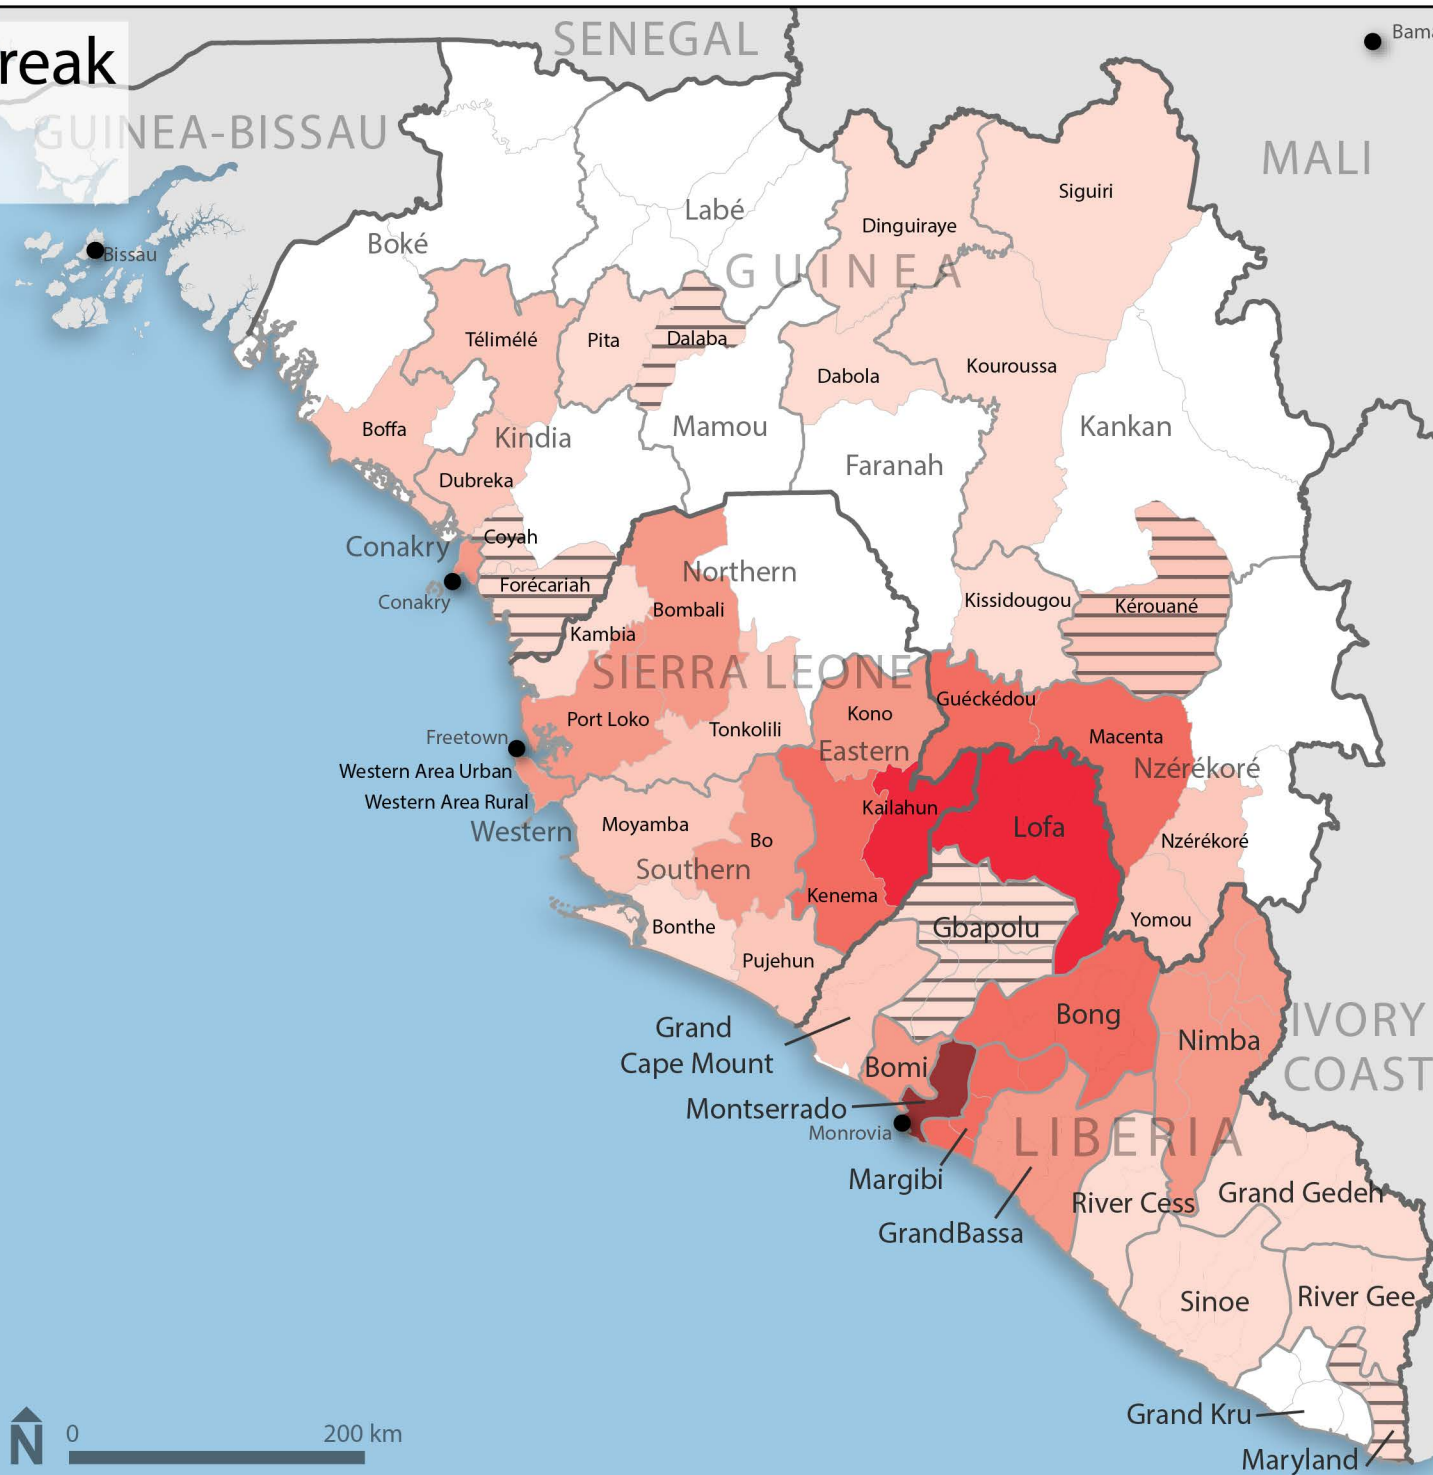 reak
SENEGAL
Bama
GUINEA-BISSAU
MALI
Siguiri
Labé
Dinguiraye
Boké
Bissau
GUINEA
Télimélé
Pita
Dalaba
Kouroussa
Dabola
Boffa
Kindia
Mamou
Kankan
Faranah
Dubreka
Coyah
Conakry
Northern
Forécariah
Conakry
Kissidougou
Kérouané
Bombali
Kambia
SIERRA LEONE
Guéckédou
Port Loko
Kono
Tonkolili
Freetown
Macenta
Eastern
Western Area Urban
Nzérékoré
Western Area Rural
Kailahun
Moyamba
Western
Lofa
Bo
Nzérékoré
Southern
Kenema
Bonthe
Gbapolu
Yomou
Pujehun
Grand
Cape Mount
Bong
IVORY
COAST
Nimba
Bomi
Montserrado
Monrovia
LIBERIA
Margibi
River Cess
Grand Gedeh
GrandBassa
Sinoe
River Gee
Grand Kru
Maryland
N
0
200 km